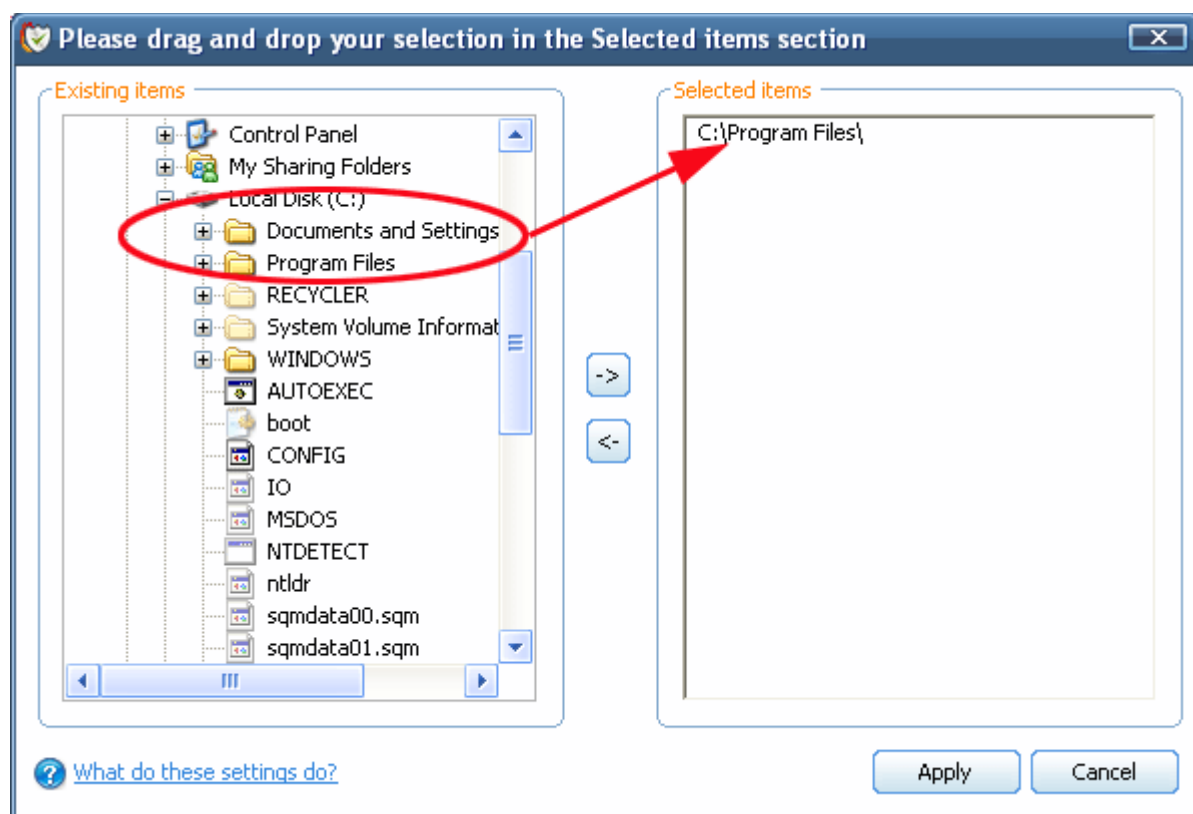 Please drag and drop your selection in the Selected items section
Existing items
Control Panel
My Sharing Folders
Local Disk (C:)
Documents and Settings
Program Files
RECYCLER
System Volume Informat
WINDOWS
AUTOEXEC
boot
CONFIG
IO
MSDOS
NTDETECT
ntldr
sqmdata00.sqm
sqmdata01.sqm
->
<-
Selected items
C:\Program Files\
What do these settings do?
Apply
Cancel